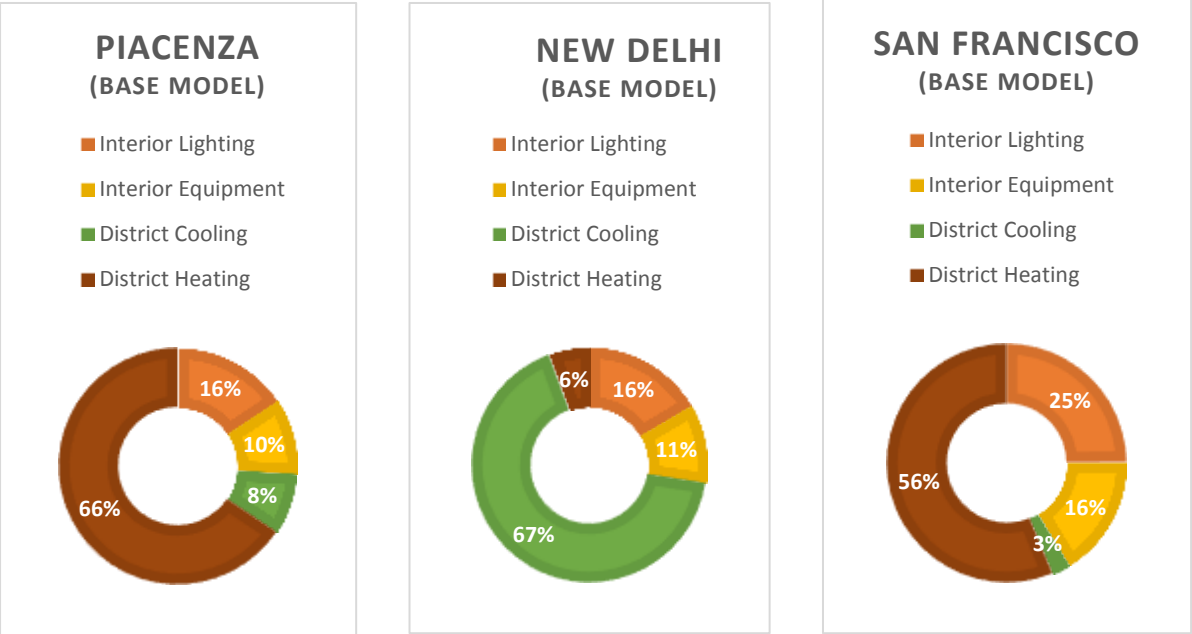 PIACENZA
(BASE MODEL)
Interior Lighting
Interior Equipment
District Cooling
District Heating
16%
10%
8%
66%
NEW DELHI
(BASE MODEL)
Interior Lighting
Interior Equipment
District Cooling
District Heating
6%
16%
11%
67%
SAN FRANCISCO
(BASE MODEL)
Interior Lighting
Interior Equipment
District Cooling
District Heating
25%
56%
16%
3%